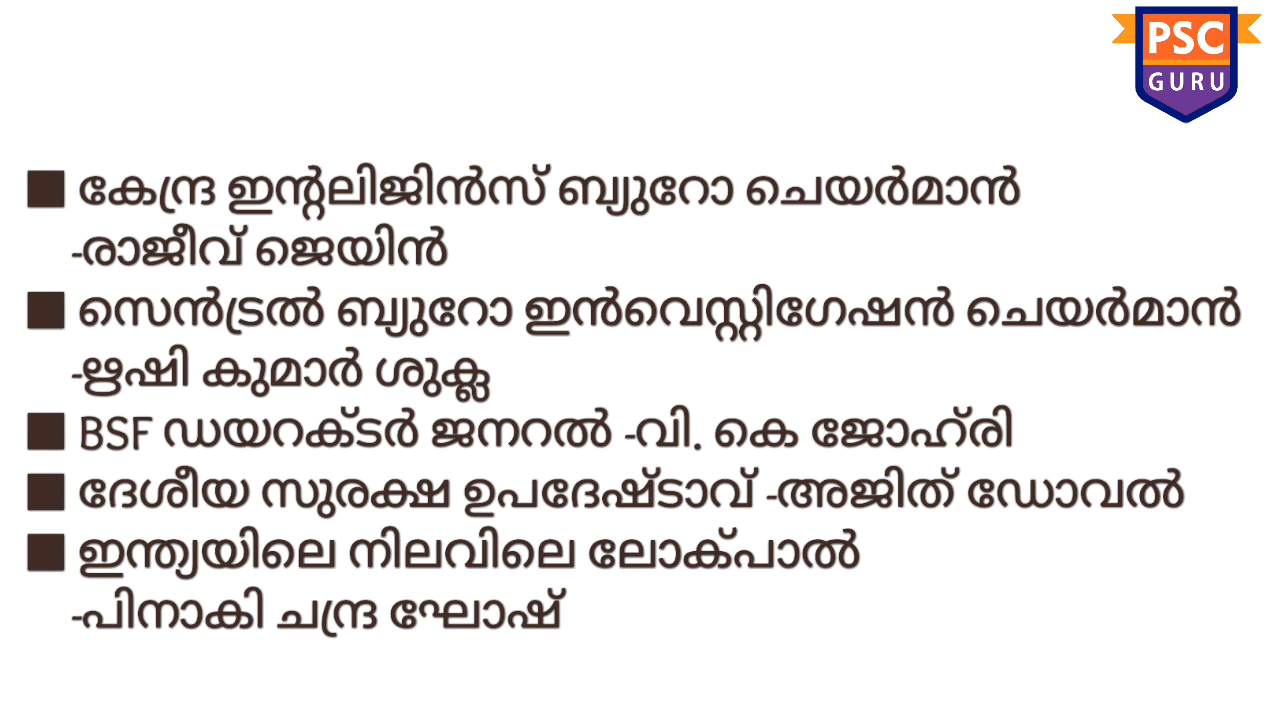 PSC
GURU
■ കേന്ദ്ര ഇന്റലിജിൻസ് ബ്യുറോ ചെയർമാൻ
-രാജീവ് ജെയിൻ
■ സെൻട്രൽ ബ്യുറോ ഇൻവെസ്റ്റിഗേഷൻ ചെയർമാൻ
-ഋഷി കുമാർ ശുക്ല
■ BSF ഡയറക്ടർ ജനറൽ -വി. കെ ജോഹ്‌രി
■ ദേശീയ സുരക്ഷ ഉപദേഷ്ടാവ് -അജിത് ഡോവൽ
■ ഇന്ത്യയിലെ നിലവിലെ ലോക്പാൽ
-പിനാകി ചന്ദ്ര ഘോഷ്